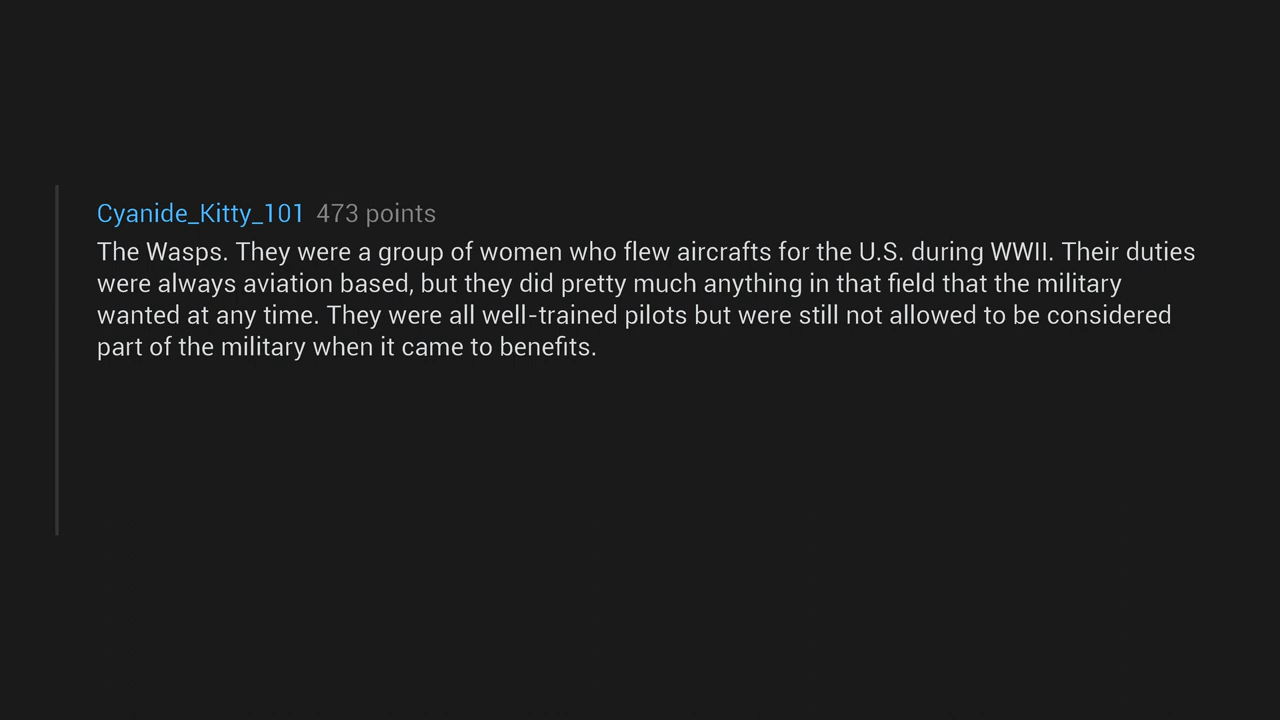 Cyanide_Kitty_101 473 points
The Wasps. They were a group of women who flew aircrafts for the U.S. during WWII. Their duties
were always aviation based, but they did pretty much anything in that field that the military
wanted at any time. They were all well-trained pilots but were still not allowed to be considered
part of the military when it came to benefits.